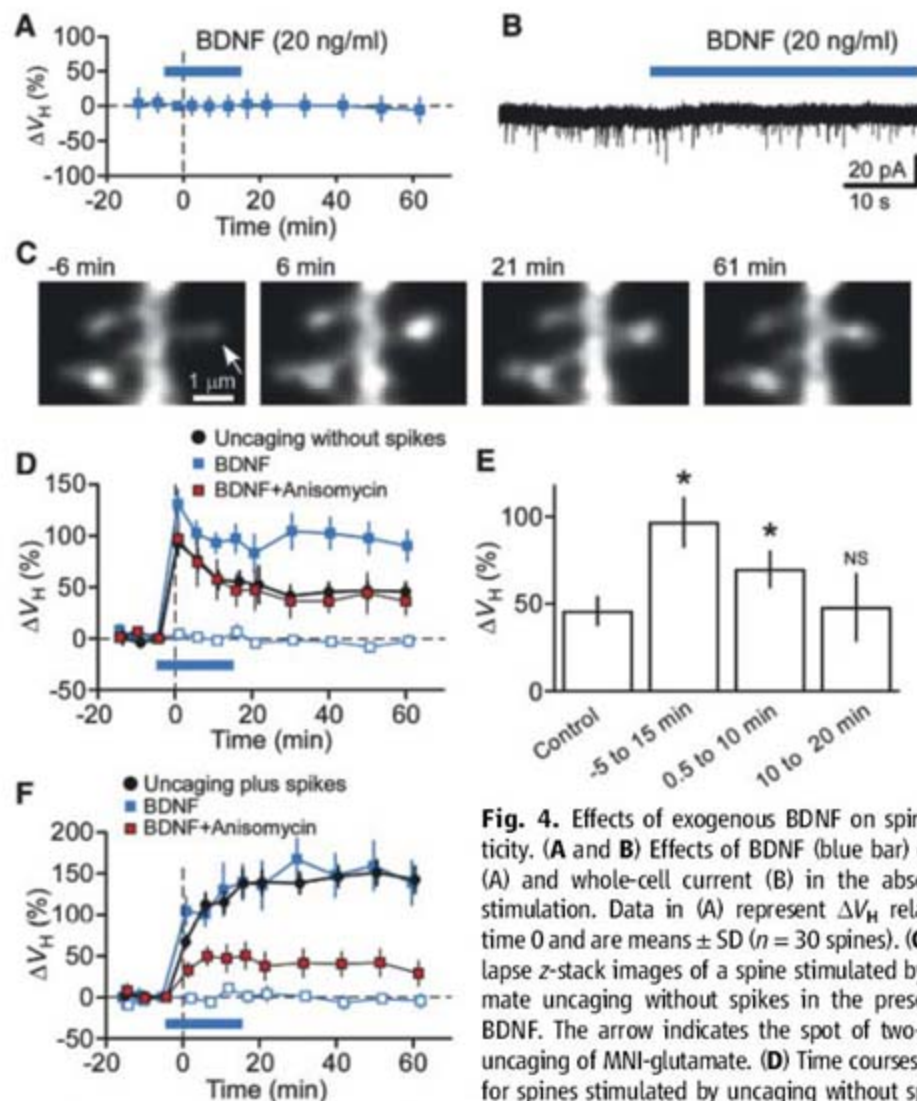 A
BDNF (20 ng/ml)
100
50
0
-50
-100
ΔVH (%)
-20 0 20 40 60
Time (min)
B
BDNF (20 ng/ml)
20 pA
10 s
C
-6 min
6 min
21 min
61 min
1 μm
D
Uncaging without spikes
BDNF
BDNF+Anisomycin
150
100
50
0
-50
ΔVH (%)
-20 0 20 40 60
Time (min)
E
100
50
0
ΔVH (%)
*
*
NS
Control
-5 to 15 min
0.5 to 10 min
10 to 20 min
F
Uncaging plus spikes
BDNF
BDNF+Anisomycin
200
150
100
50
0
-50
ΔVH (%)
-20 0 20 40 60
Time (min)
Fig. 4. Effects of exogenous BDNF on spin
ticity. (A and B) Effects of BDNF (blue bar)
(A) and whole-cell current (B) in the abs
stimulation. Data in (A) represent ΔVH rel
time 0 and are means ± SD (n = 30 spines). (C
lapse z-stack images of a spine stimulated by
mate uncaging without spikes in the prese
BDNF. The arrow indicates the spot of two-
uncaging of MNI-glutamate. (D) Time courses
for spines stimulated by uncaging without s